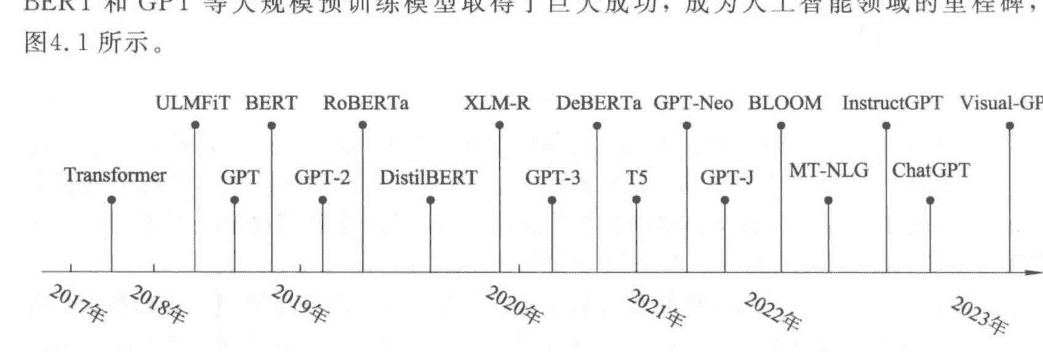 BERT 和 GPT 等大规模预训练模型取得了巨大成功，成为人工智能领域的里程碑，
图4.1 所示。
ULMFiT BERT RoBERTa XLM-R DeBERTa GPT-Neo BLOOM InstructGPT Visual-GP
Transformer GPT GPT-2 DistilBERT GPT-3 T5 GPT-J MT-NLG ChatGPT
2017年 2018年 2019年 2020年 2021年 2022年 2023年